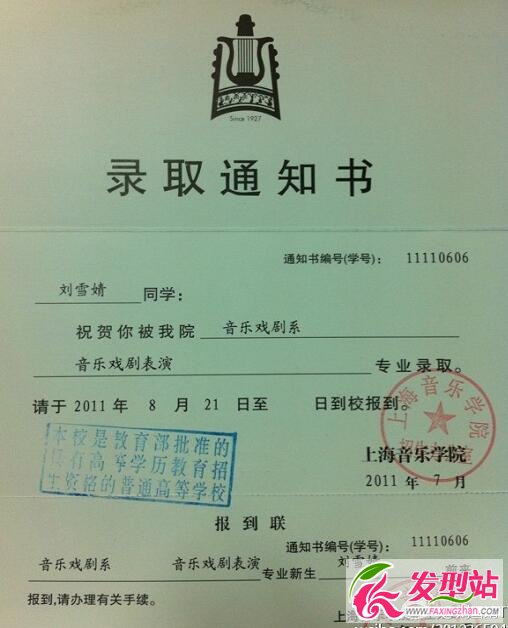 Since 1927
录取通知书
通知书编号(学号): 11110606
刘雪婧 同学:
祝贺你被我院 音乐戏剧系
音乐戏剧表演 专业录取。
请于 2011 年 8 月 21 日至 日到校报到。
上海音乐学院
本校是教育部批准的
具有高等学历教育招
生资格的普通高等学校
上海音乐学院
2011 年 7 月
报到联
通知书编号(学号): 11110606
音乐戏剧系 音乐戏剧表演 专业新生 刘雪婧 前来
报到,请办理有关手续。
发型站
www.FAXINGZHAN.com